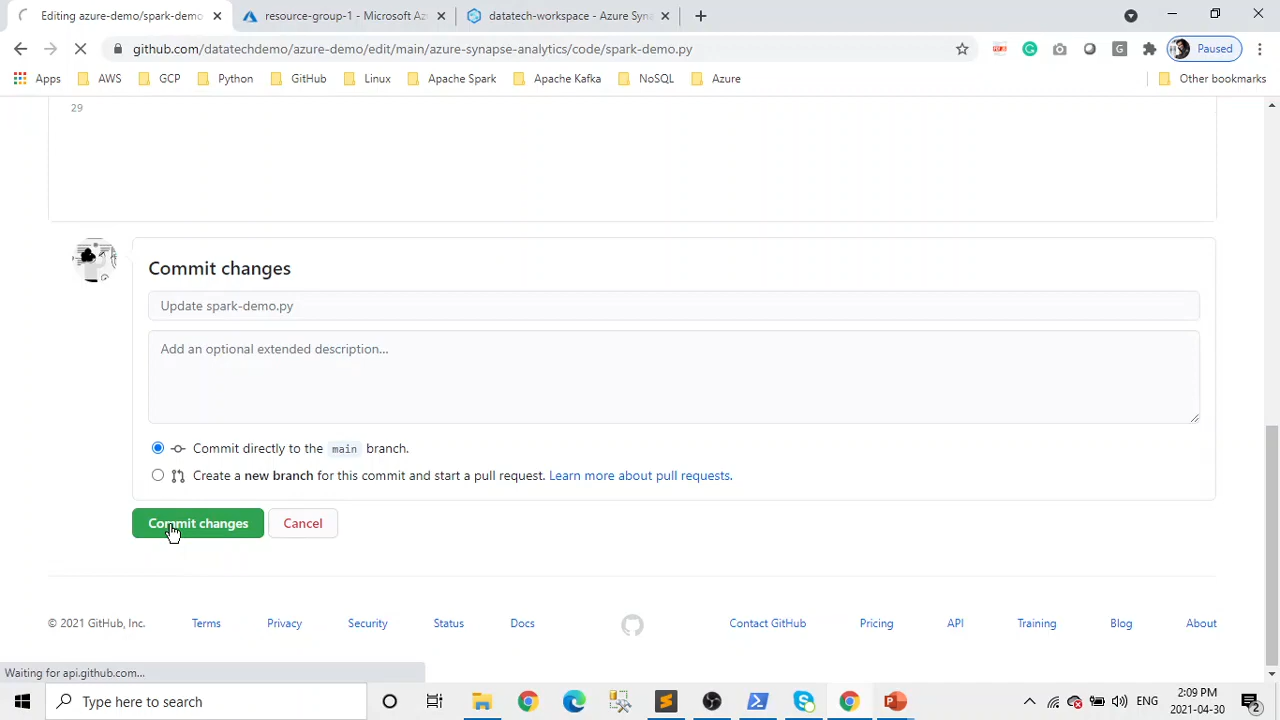 Editing azure-demo/spark-demo
resource-group-1 - Microsoft Az
datatech-workspace - Azure Syn
github.com/datatechdemo/azure-demo/edit/main/azure-synapse-analytics/code/spark-demo.py
Paused
Apps
AWS
GCP
Python
GitHub
Linux
Apache Spark
Apache Kafka
NoSQL
Azure
Other bookmarks
29
Commit changes
Update spark-demo.py
Add an optional extended description...
Commit directly to the main branch.
Create a new branch for this commit and start a pull request. Learn more about pull requests.
Commit changes
Cancel
© 2021 GitHub, Inc.
Terms
Privacy
Security
Status
Docs
Contact GitHub
Pricing
API
Training
Blog
About
Waiting for api.github.com...
Type here to search
ENG
2:09 PM
2021-04-30
2